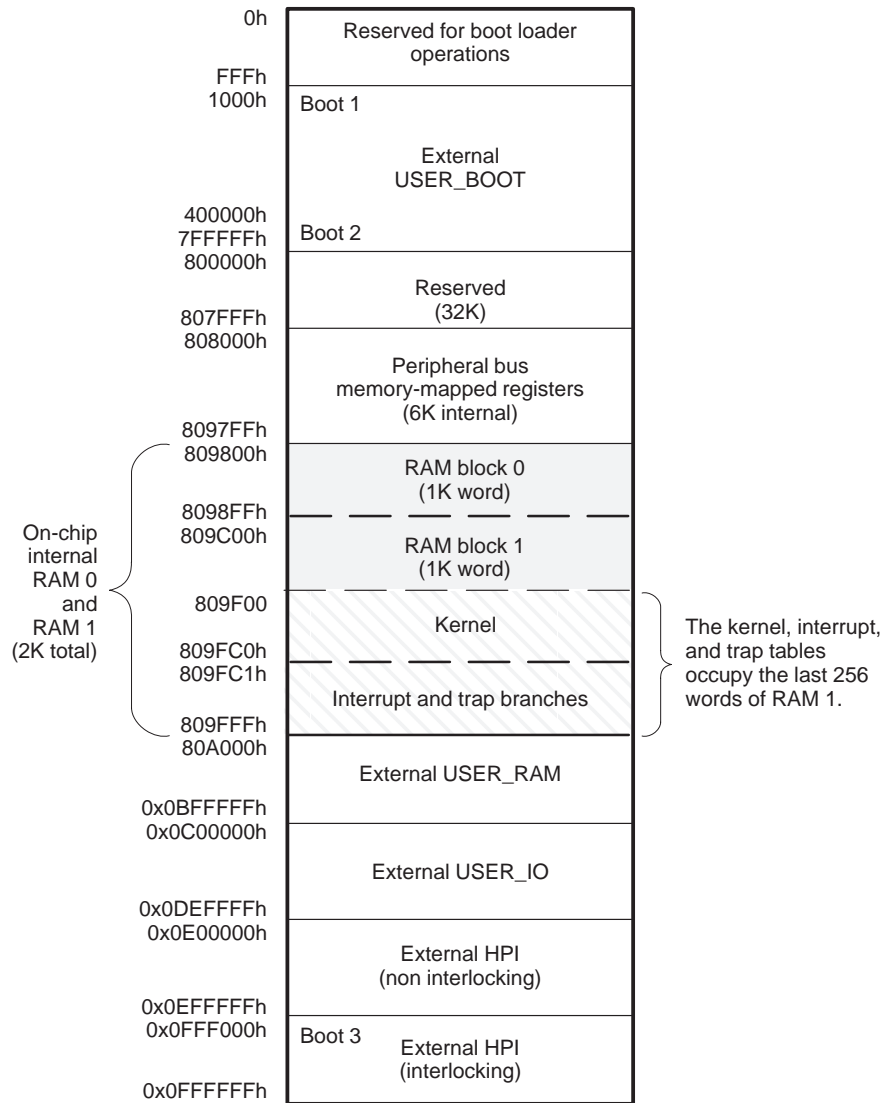 0h
Reserved for boot loader
operations
FFFh
1000h
Boot 1
External
USER_BOOT
400000h
7FFFFFh
Boot 2
800000h
Reserved
(32K)
807FFFh
808000h
Peripheral bus
memory-mapped registers
(6K internal)
8097FFh
809800h
RAM block 0
(1K word)
8098FFh
809C00h
On-chip
internal
RAM 0
and
RAM 1
(2K total)
RAM block 1
(1K word)
809F00
Kernel
809FC0h
809FC1h
The kernel, interrupt,
and trap tables
occupy the last 256
words of RAM 1.
Interrupt and trap branches
809FFFh
80A000h
External USER_RAM
0x0BFFFFFh
0x0C00000h
External USER_IO
0x0DEFFFFh
0x0E00000h
External HPI
(non interlocking)
0x0EFFFFFh
0x0FFF000h
Boot 3
External HPI
(interlocking)
0x0FFFFFFh